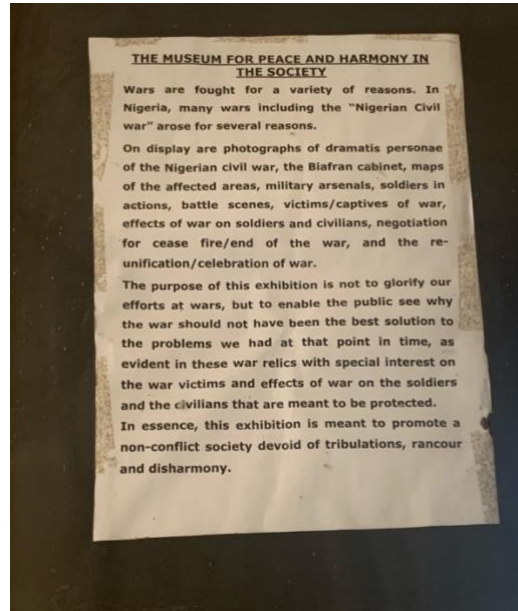 THE MUSEUM FOR PEACE AND HARMONY IN
THE SOCIETY
Wars are fought for a variety of reasons. In
Nigeria, many wars including the "Nigerian Civil
war" arose for several reasons.
On display are photographs of dramatis personae
of the Nigerian civil war, the Biafran cabinet, maps
of the affected areas, military arsenals, soldiers in
actions, battle scenes, victims/captives of war,
effects of war on soldiers and civilians, negotiation
for cease fire/end of the war, and the re-
unification/celebration of war.
The purpose of this exhibition is not to glorify our
efforts at wars, but to enable the public see why
the war should not have been the best solution to
the problems we had at that point in time, as
evident in these war relics with special interest on
the war victims and effects of war on the soldiers
and the civilians that are meant to be protected.
In essence, this exhibition is meant to promote a
non-conflict society devoid of tribulations, rancour
and disharmony.